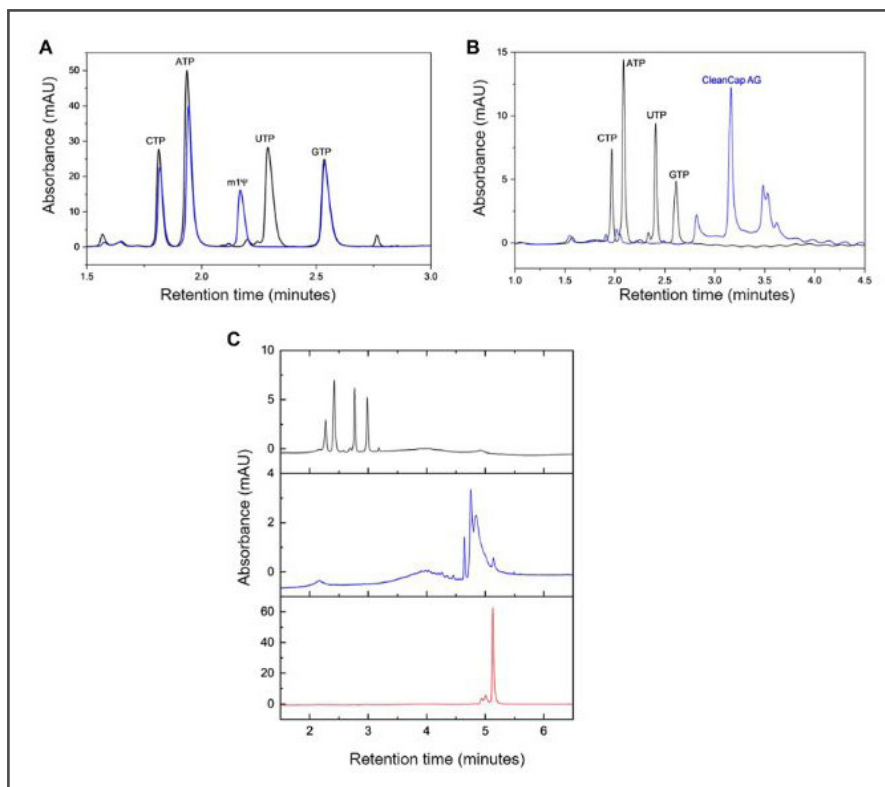 A
ATP
CTP
m1Ψ
UTP
GTP
Absorbance (mAU)
50
40
30
20
10
0
1.5 2.0 2.5 3.0
Retention time (minutes)
B
ATP
CTP
UTP
GTP
CleanCap AG
Absorbance (mAU)
15
10
5
0
1.0 1.5 2.0 2.5 3.0 3.5 4.0 4.5
Retention time (minutes)
C
Absorbance (mAU)
10
5
0
4
2
0
60
40
20
0
2 3 4 5 6
Retention time (minutes)